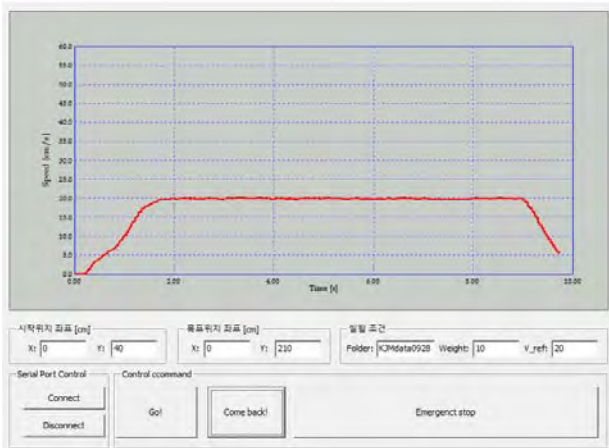 60.0
55.0
50.0
45.0
40.0
35.0
30.0
25.0
20.0
15.0
10.0
5.0
0.0
Speed [cm/s]
0.00 2.00 4.00 6.00 8.00 10.00
Time [s]
시작위치 좌표 [cm] 목표위치 좌표 [cm] 실험 조건
X: 0 Y: 40 X: 0 Y: 210 Folder: KJMdata0928 Weight: 10 V_ref: 20
Serial Port Control Control ccommand
Connect
Disconnect
Go! Come back! Emergenct stop